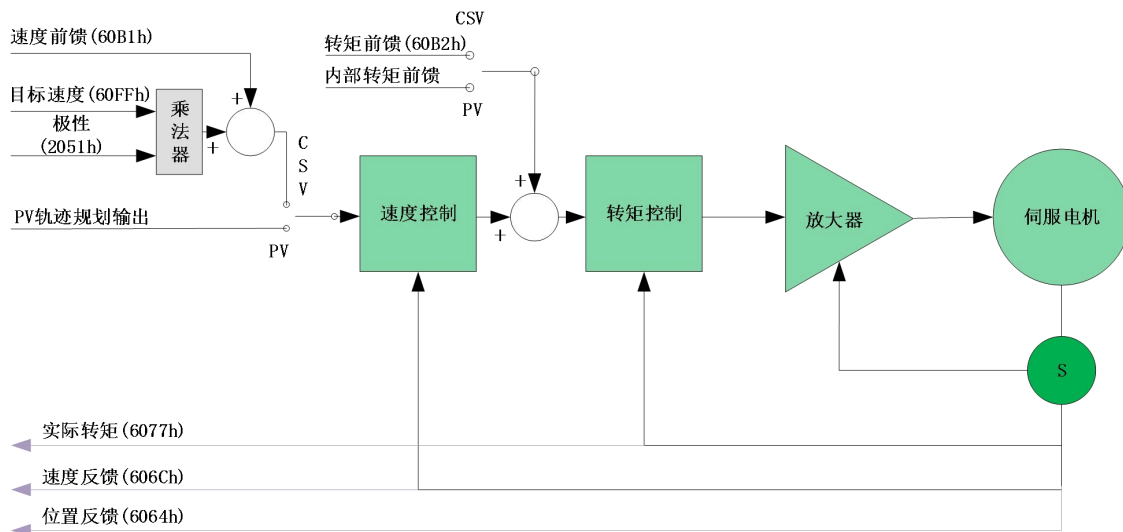 CSV
速度前馈(60B1h)
转矩前馈(60B2h)
内部转矩前馈
PV
目标速度(60FFh)
极性
(2051h)
乘
法
器
+
+
C
S
V
PV轨迹规划输出
PV
速度控制
+
+
转矩控制
放大器
伺服电机
S
实际转矩(6077h)
速度反馈(606Ch)
位置反馈(6064h)